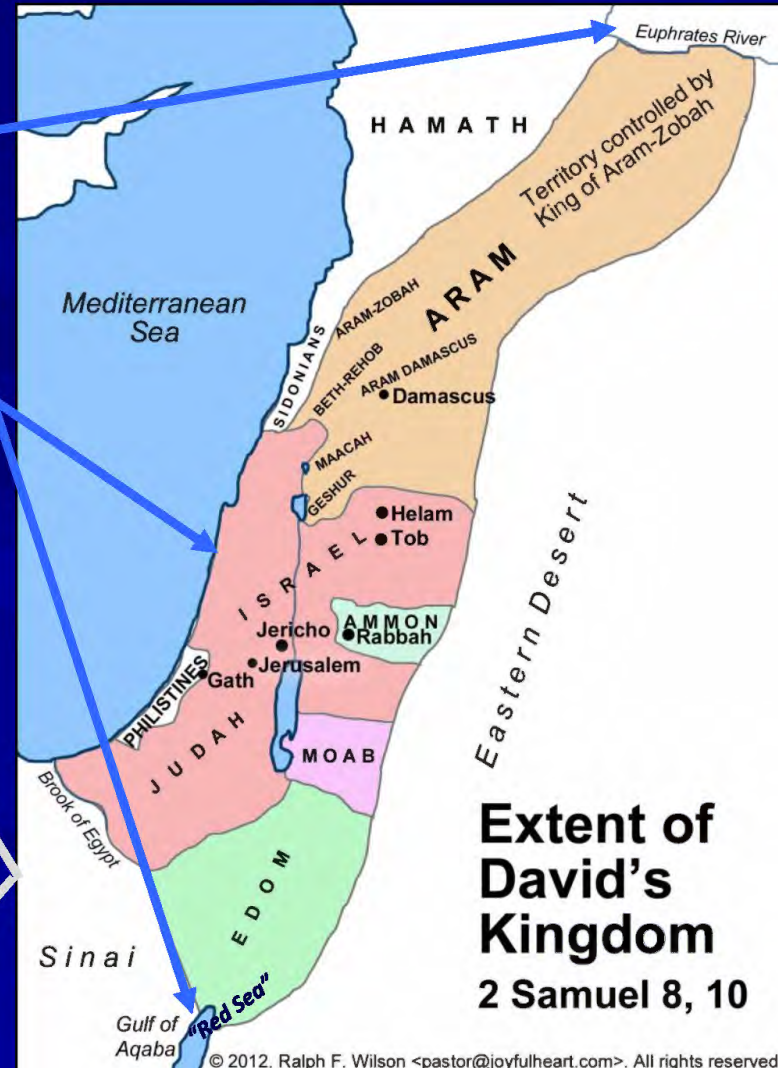 Euphrates River
HAMATH
Territory controlled by
King of Aram-Zobah
ARAM
Mediterranean
Sea
ARAM-ZOBAH
SIDONIANS
BETH-REHOB
ARAM DAMASCUS
Damascus
MAACAH
GESHUR
Helam
Tob
ISRAEL
AMMON
Rabbah
Jericho
Jerusalem
PHILISTINES
Gath
JUDAH
MOAB
Eastern Desert
Brook of Egypt
EDOM
Extent of
David's
Kingdom
2 Samuel 8, 10
Sinai
"Red Sea"
Gulf of
Aqaba
© 2012, Ralph F. Wilson <pastor@joyfulheart.com>. All rights reserved